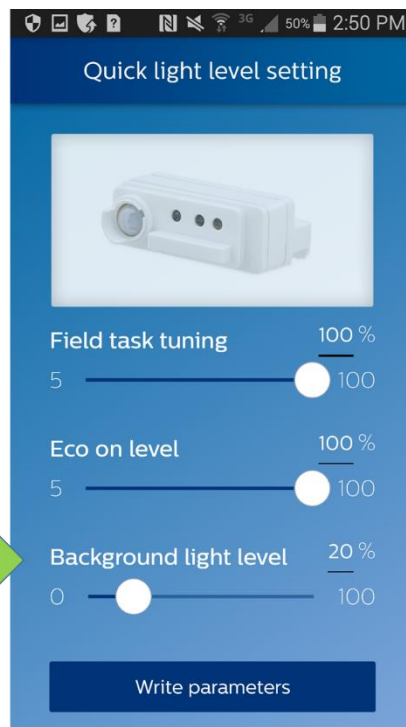 3G 50% 2:50 PM
Quick light level setting
Field task tuning 100 %
5 100
Eco on level 100 %
5 100
Background light level 20 %
0 100
Write parameters